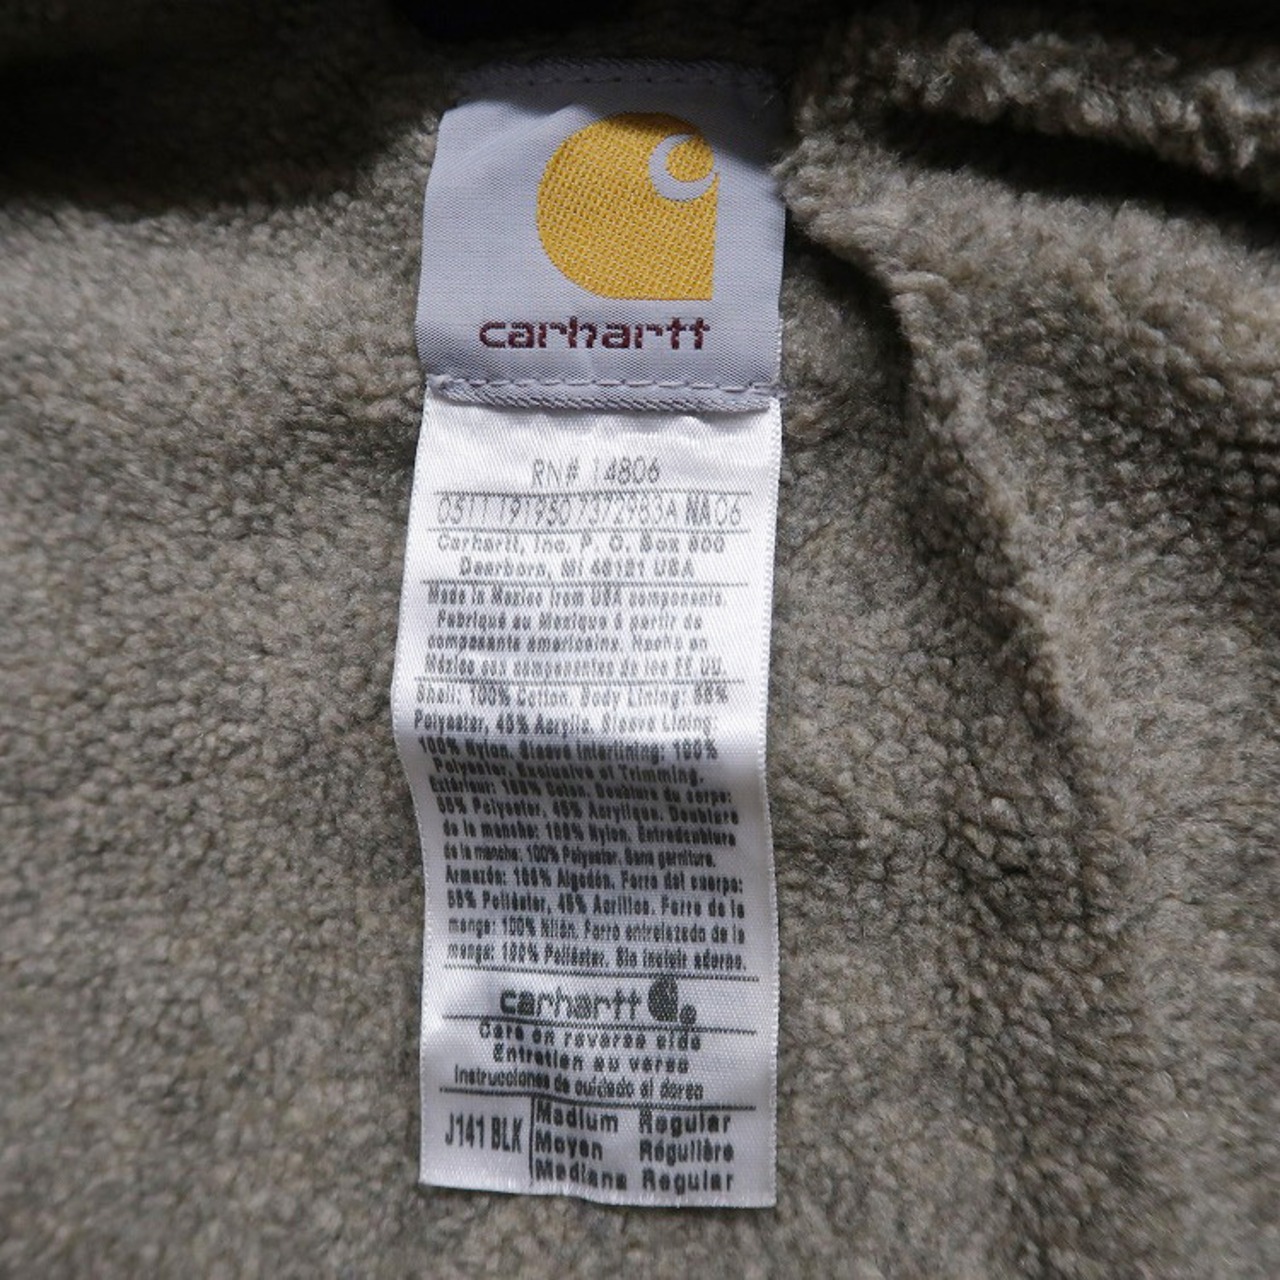 carhartt
RN# 14806
05111919507372983A NA 06
Carhartt, Inc. P. O. Box 600
Dearborn, MI 48121 USA
Made in Mexico from USA components.
Fabriqué au Mexique à partir de
composants americains. Hecho en
México con componentes de los EE.UU.
Shell: 100% Cotton. Body Lining: 55%
Polyester, 45% Acrylic. Sleeve Lining:
100% Nylon. Sleeve Interlining: 100%
Polyester. Exclusive of Trimming.
Extérieur: 100% Coton. Doublure du corps:
55% Polyester, 45% Acrylique. Doublure
de la manche: 100% Nylon. Entredoublure
de la manche: 100% Polyester. Sans garniture.
Armazón: 100% Algodón. Forro del cuerpo:
55% Poliéster, 45% Acrílico. Forro de la
manga: 100% Nilón. Forro entrelazado de la
manga: 100% Poliéster. Sin incluir adorno.
carhartt
Care on reverse side
Entretien au verso
Instrucciones de cuidado al dorso
J141 BLK
Medium Regular
Moyen Régulière
Mediana Regular